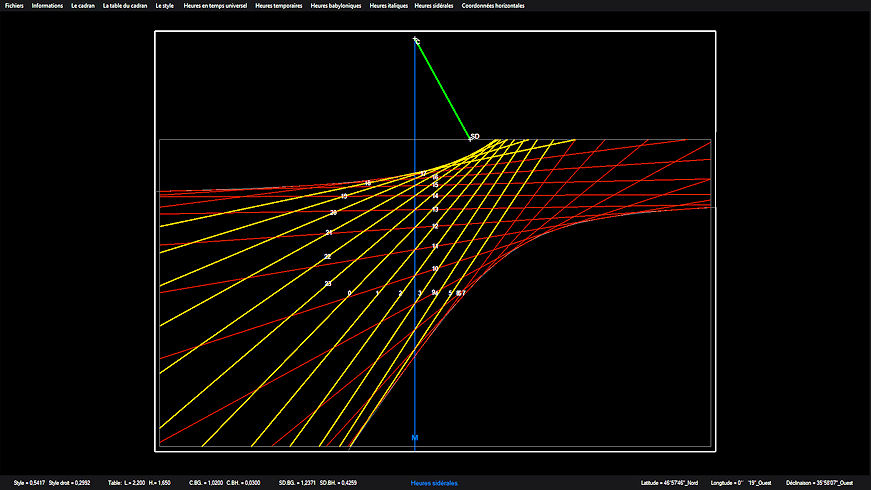 Fichiers Informations Le cadran La table du cadran Le style Heures en temps universel Heures temporaires Heures babyloniques Heures italiques Heures sidérales Coordonnées horizontales
C
SD
17
18 16
15
19 14
20 13
21 12
11
22 10
23
0 1 2 3 4 5 6 7
M
Style = 0,5417 Style droit = 0,2992 Table: L = 2,200 H = 1,650 C.BG. = 1,0200 C.BH. = 0,0300 SD.BG. = 1,2371 SD.BH. = 0,4259 Heures sidérales Latitude = 46°57'46"_Nord Longitude = 0° '19"_Ouest Déclinaison = 35°58'07"_Ouest